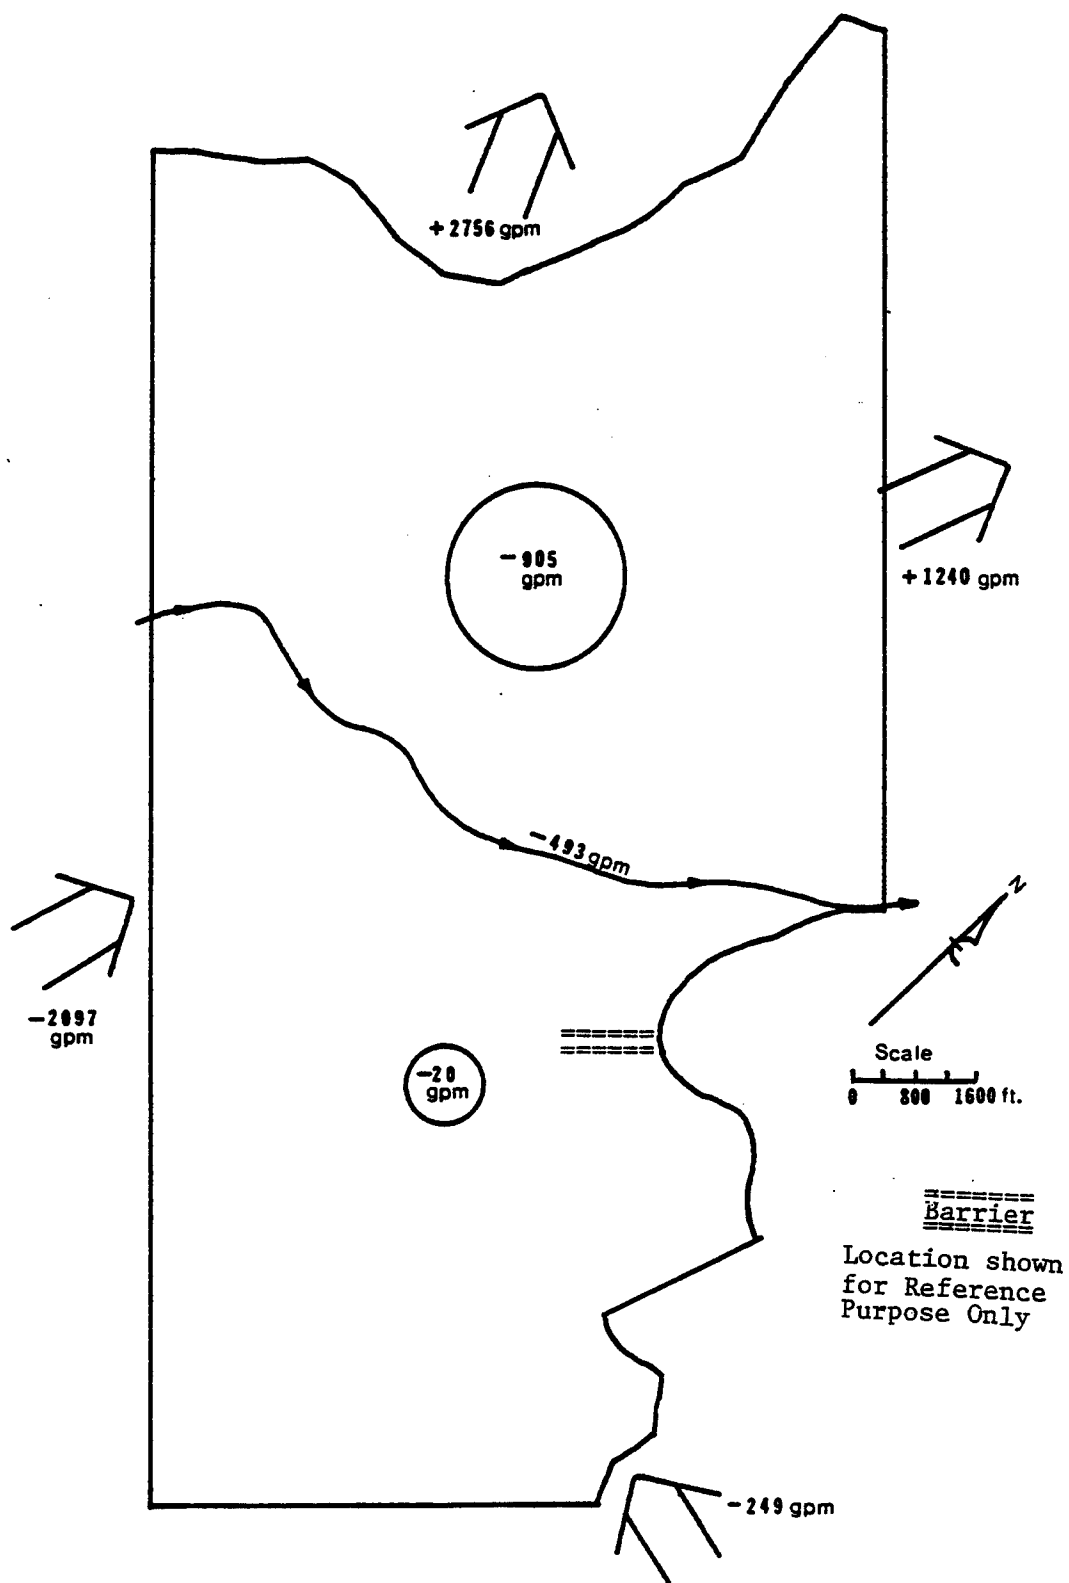 +2756 gpm
-905
gpm
+1240 gpm
-493 gpm
N
-2097
gpm
-20
gpm
Scale
0 800 1600 ft.
Barrier
Location shown
for Reference
Purpose Only
-249 gpm